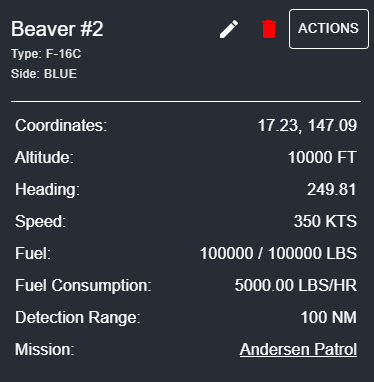 Beaver #2
ACTIONS
Type: F-16C
Side: BLUE
Coordinates: 17.23, 147.09
Altitude: 10000 FT
Heading: 249.81
Speed: 350 KTS
Fuel: 100000 / 100000 LBS
Fuel Consumption: 5000.00 LBS/HR
Detection Range: 100 NM
Mission: Andersen Patrol